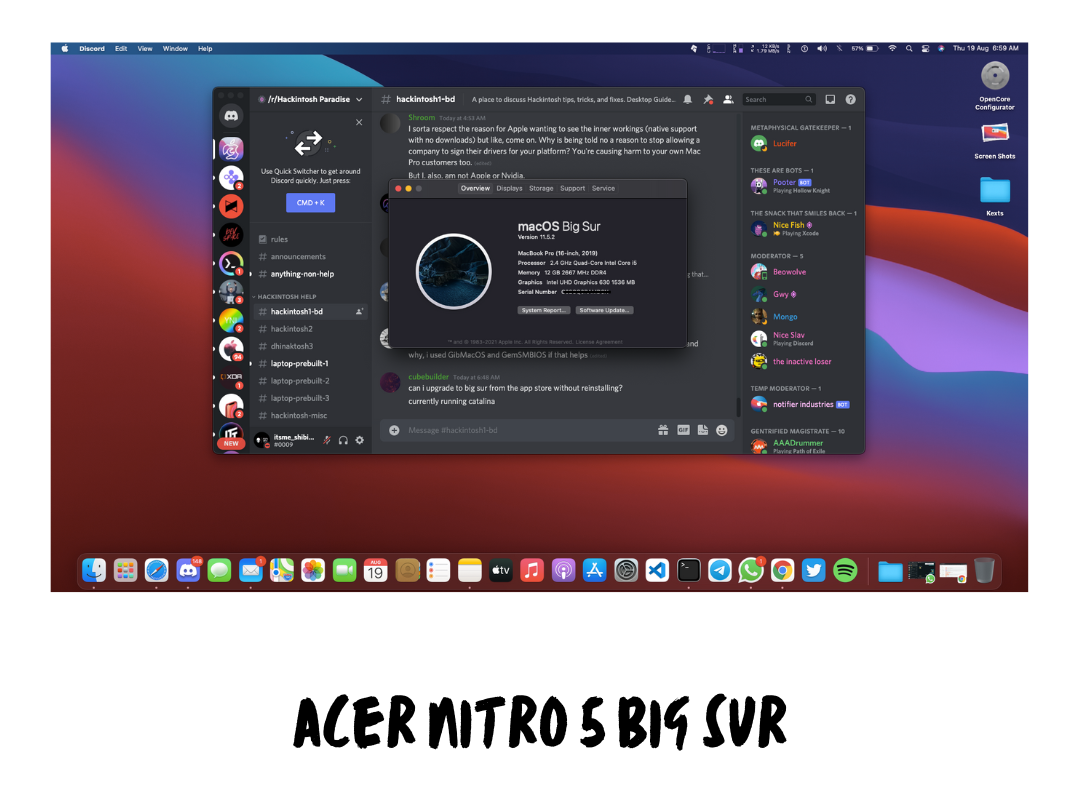 Discord Edit View Window Help
12 KB/s
1.79 MB/s
57%
Thu 19 Aug 6:59 AM
/r/Hackintosh Paradise
# hackintosh1-bd
A place to discuss Hackintosh tips, tricks, and fixes. Desktop Guide...
Search
OpenCore
Configurator
Screen Shots
Kexts
Use Quick Switcher to get around
Discord quickly. Just press:
CMD + K
rules
# announcements
# anything-non-help
HACKINTOSH HELP
# hackintosh1-bd
# hackintosh2
# dhinaktosh3
# laptop-prebuilt-1
# laptop-prebuilt-2
# laptop-prebuilt-3
# hackintosh-misc
NEW
itsme_shibi...
#0009
Shroom Today at 4:53 AM
I sorta respect the reason for Apple wanting to see the inner workings (native support
with no downloads) but like, come on. Why is being told no a reason to stop allowing a
company to sign their drivers for your platform? You're causing harm to your own Mac
Pro customers too. (edited)
But I, also, am not Apple or Nvidia.
Overview Displays Storage Support Service
macOS Big Sur
Version 11.5.2
MacBook Pro (16-inch, 2019)
Processor 2.4 GHz Quad-Core Intel Core i5
Memory 12 GB 2667 MHz DDR4
Graphics Intel UHD Graphics 630 1536 MB
Serial Number
System Report... Software Update...
™ and © 1983-2021 Apple Inc. All Rights Reserved. License Agreement
that...
and
why, i used GibMacOS and GemSMBIOS if that helps (edited)
cubebuilder Today at 6:48 AM
can i upgrade to big sur from the app store without reinstalling?
currently running catalina
Message #hackintosh1-bd
GIF
METAPHYSICAL GATEKEEPER — 1
Lucifer
THESE ARE BOTS — 1
Pooter BOT
Playing Hollow Knight
THE SNACK THAT SMILES BACK — 1
Nice Fish
Playing Xcode
MODERATOR — 5
Beowolve
Gwy
Mongo
Nice Slav
Playing Discord
the inactive loser
TEMP MODERATOR — 1
notifier industries BOT
GENTRIFIED MAGISTRATE — 10
AAADrummer
Playing Path of Exile
AUG
19
tv
ACER NITRO 5 BIG SUR